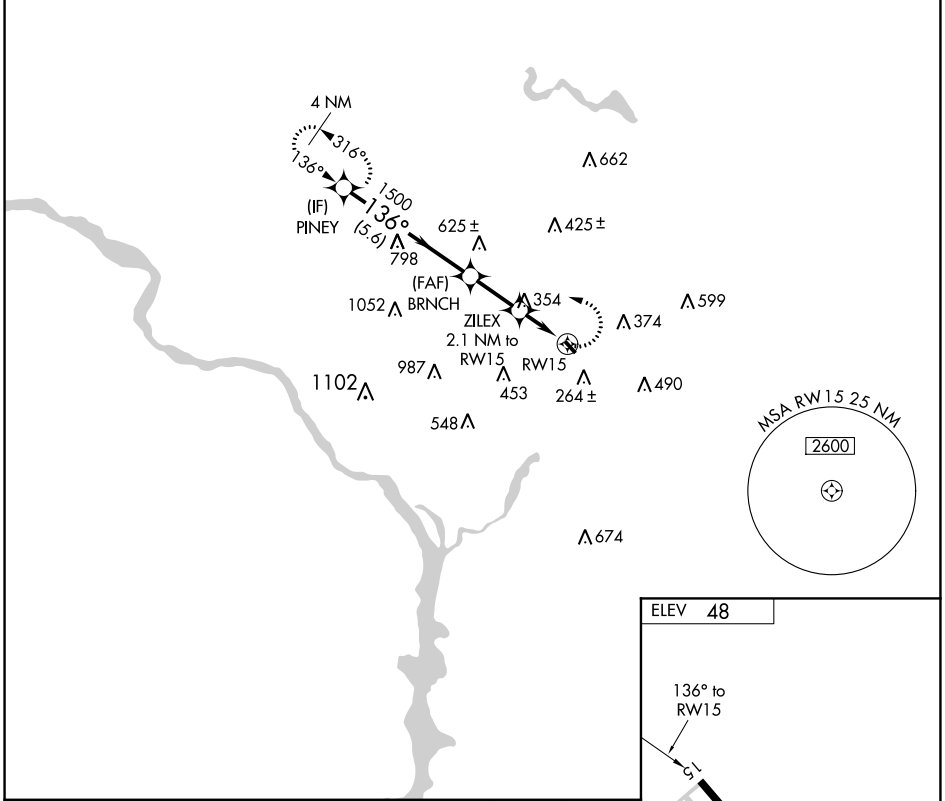 4 NM
316°
136°
(IF)
PINEY
1500
136°
(5.6)
798
625 ±
425 ±
662
(FAF)
BRNCH
1052
354
599
374
ZILEX
2.1 NM to
RW15
RW15
987
1102
453
264 ±
490
548
674
MSA RW 15 25 NM
2600
ELEV 48
136° to
RW15
15